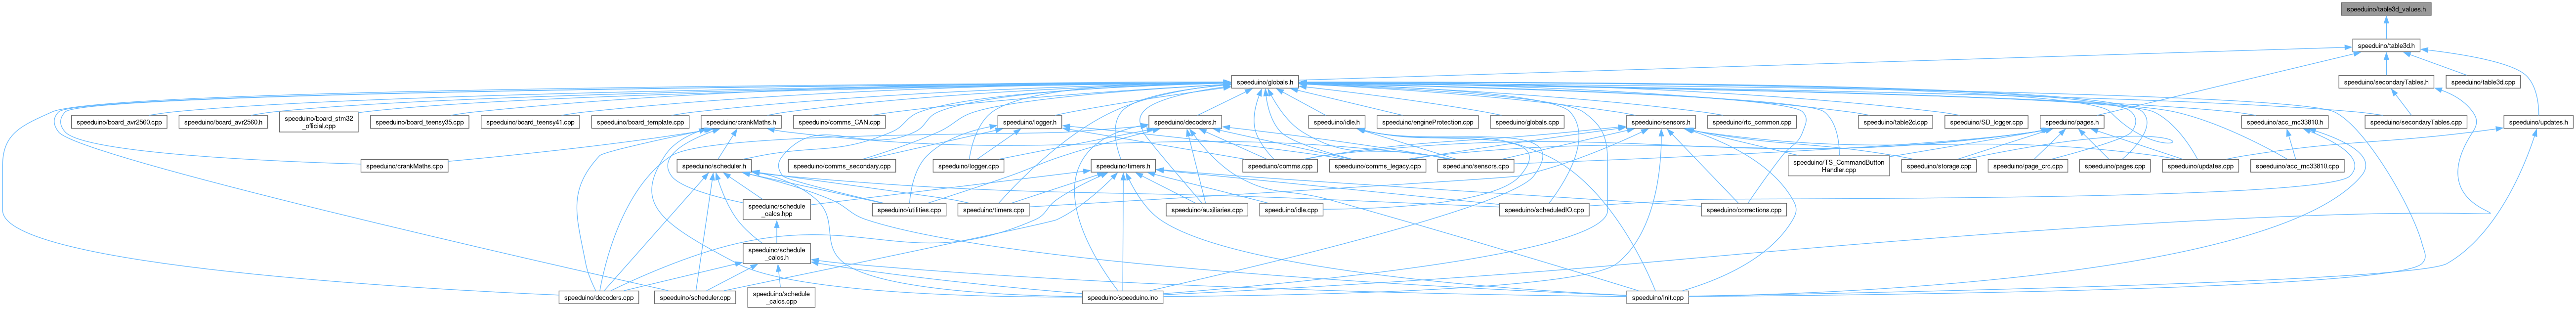 speeduino/table3d_values.h
speeduino/table3d.h
speeduino/globals.h
speeduino/secondaryTables.h
speeduino/table3d.cpp
speeduino/board_avr2560.cpp
speeduino/board_avr2560.h
speeduino/board_stm32
_official.cpp
speeduino/board_teensy35.cpp
speeduino/board_teensy41.cpp
speeduino/board_template.cpp
speeduino/crankMaths.h
speeduino/comms_CAN.cpp
speeduino/logger.h
speeduino/decoders.h
speeduino/idle.h
speeduino/engineProtection.cpp
speeduino/globals.cpp
speeduino/sensors.h
speeduino/rtc_common.cpp
speeduino/table2d.cpp
speeduino/SD_logger.cpp
speeduino/pages.h
speeduino/acc_mc33810.h
speeduino/secondaryTables.cpp
speeduino/updates.h
speeduino/crankMaths.cpp
speeduino/scheduler.h
speeduino/comms_secondary.cpp
speeduino/logger.cpp
speeduino/timers.h
speeduino/comms.cpp
speeduino/comms_legacy.cpp
speeduino/sensors.cpp
speeduino/TS_CommandButton
Handler.cpp
speeduino/storage.cpp
speeduino/page_crc.cpp
speeduino/pages.cpp
speeduino/updates.cpp
speeduino/acc_mc33810.cpp
speeduino/schedule
_calcs.hpp
speeduino/utilities.cpp
speeduino/timers.cpp
speeduino/auxiliaries.cpp
speeduino/idle.cpp
speeduino/scheduledIO.cpp
speeduino/corrections.cpp
speeduino/schedule
_calcs.h
speeduino/decoders.cpp
speeduino/scheduler.cpp
speeduino/schedule
_calcs.cpp
speeduino/speeduino.ino
speeduino/init.cpp